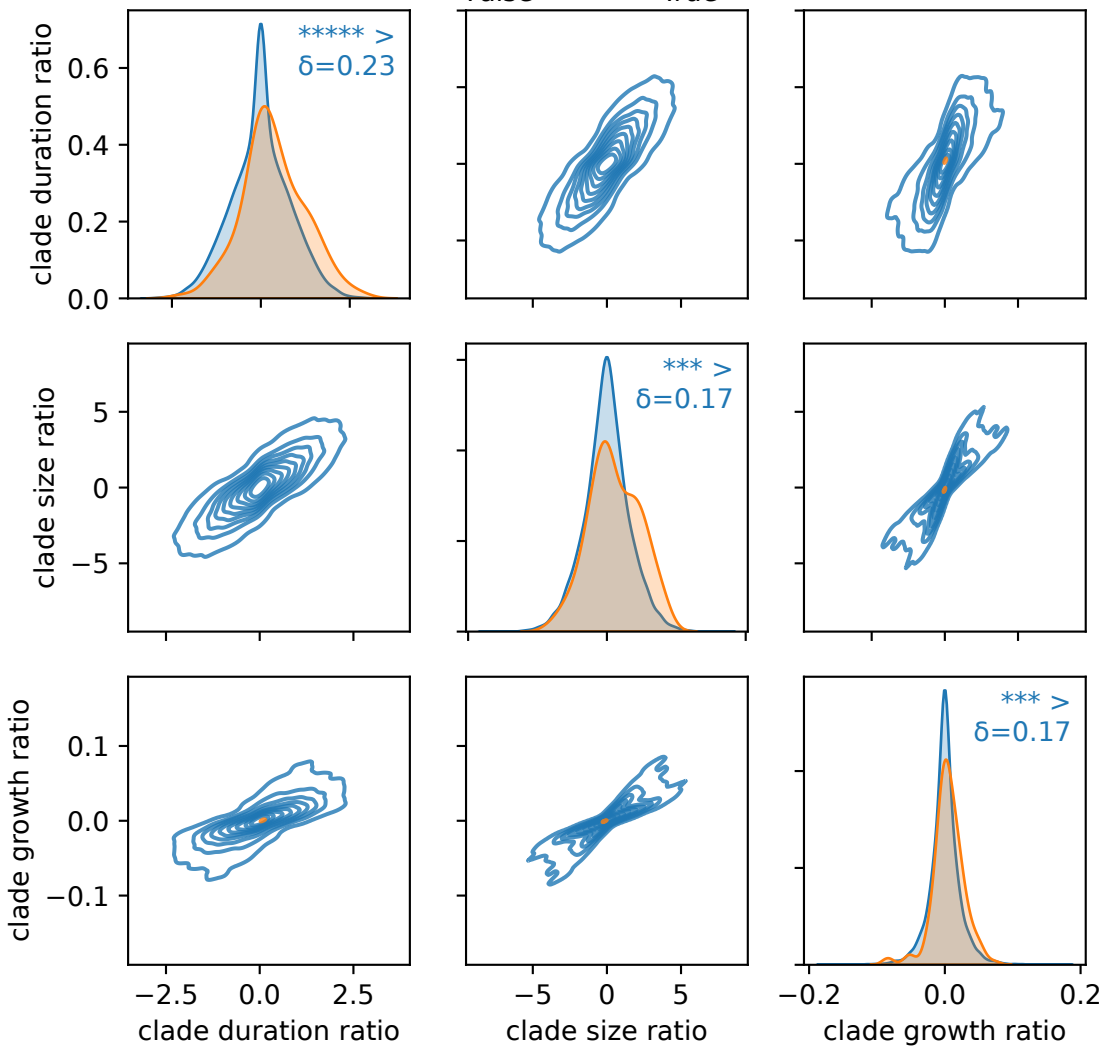 clade duration ratio
0.6
0.4
0.2
0.0
***** >
δ=0.23
clade size ratio
5
0
−5
*** >
δ=0.17
clade growth ratio
0.1
0.0
−0.1
*** >
δ=0.17
−2.5 0.0 2.5
−5 0 5
−0.2 0.0 0.2
clade duration ratio
clade size ratio
clade growth ratio